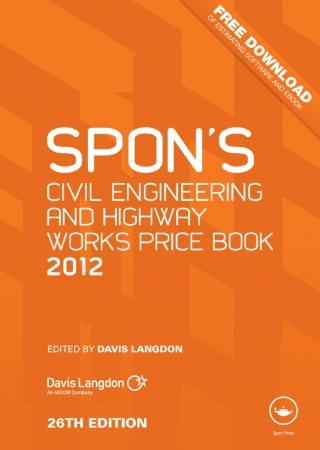 FREE DOWNLOAD
OF ESTIMATING SOFTWARE AND EBOOK
SPON'S
CIVIL ENGINEERING
AND HIGHWAY
WORKS PRICE BOOK
2012
EDITED BY DAVIS LANGDON
Davis Langdon
An AECOM Company
26TH EDITION
Spon Press